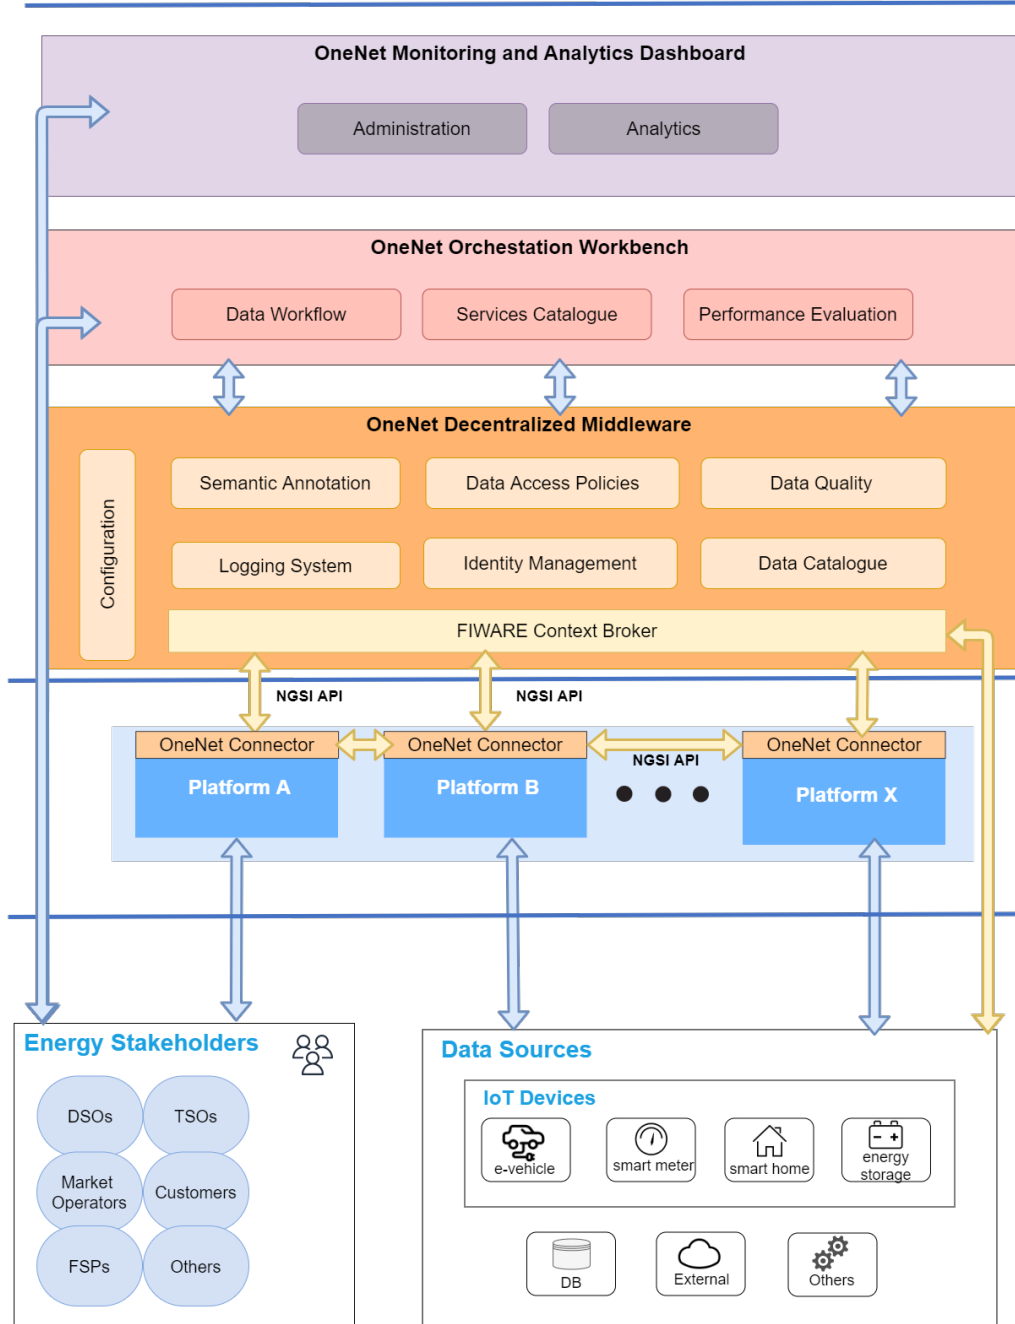 OneNet Monitoring and Analytics Dashboard
Administration
Analytics
OneNet Orchestation Workbench
Data Workflow
Services Catalogue
Performance Evaluation
OneNet Decentralized Middleware
Configuration
Semantic Annotation
Data Access Policies
Data Quality
Logging System
Identity Management
Data Catalogue
FIWARE Context Broker
NGSI API
NGSI API
OneNet Connector
OneNet Connector
OneNet Connector
NGSI API
Platform A
Platform B
Platform X
Energy Stakeholders
DSOs
TSOs
Market
Operators
Customers
FSPs
Others
Data Sources
IoT Devices
e-vehicle
smart meter
smart home
energy
storage
DB
External
Others